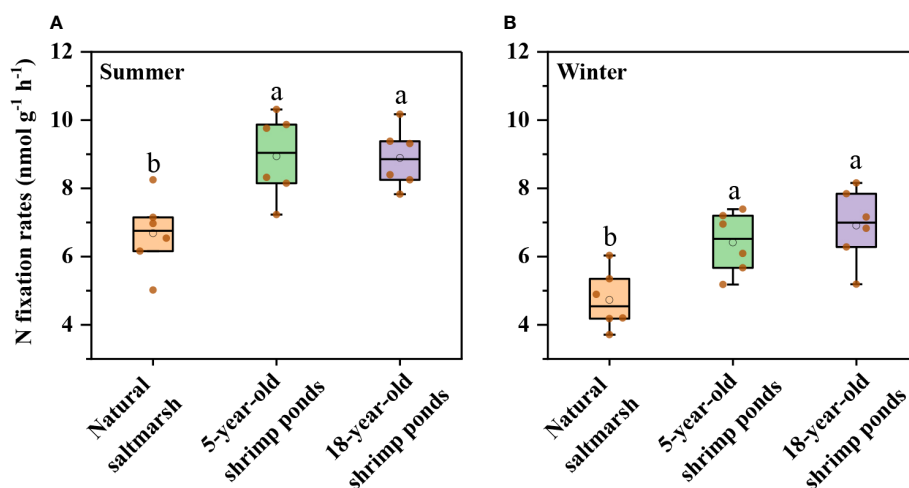 A
B
N fixation rates (nmol g⁻¹ h⁻¹)
12
10
8
6
4
Summer
b
a
a
Natural
saltmarsh
5-year-old
shrimp ponds
18-year-old
shrimp ponds
12
10
8
6
4
Winter
b
a
a
Natural
saltmarsh
5-year-old
shrimp ponds
18-year-old
shrimp ponds